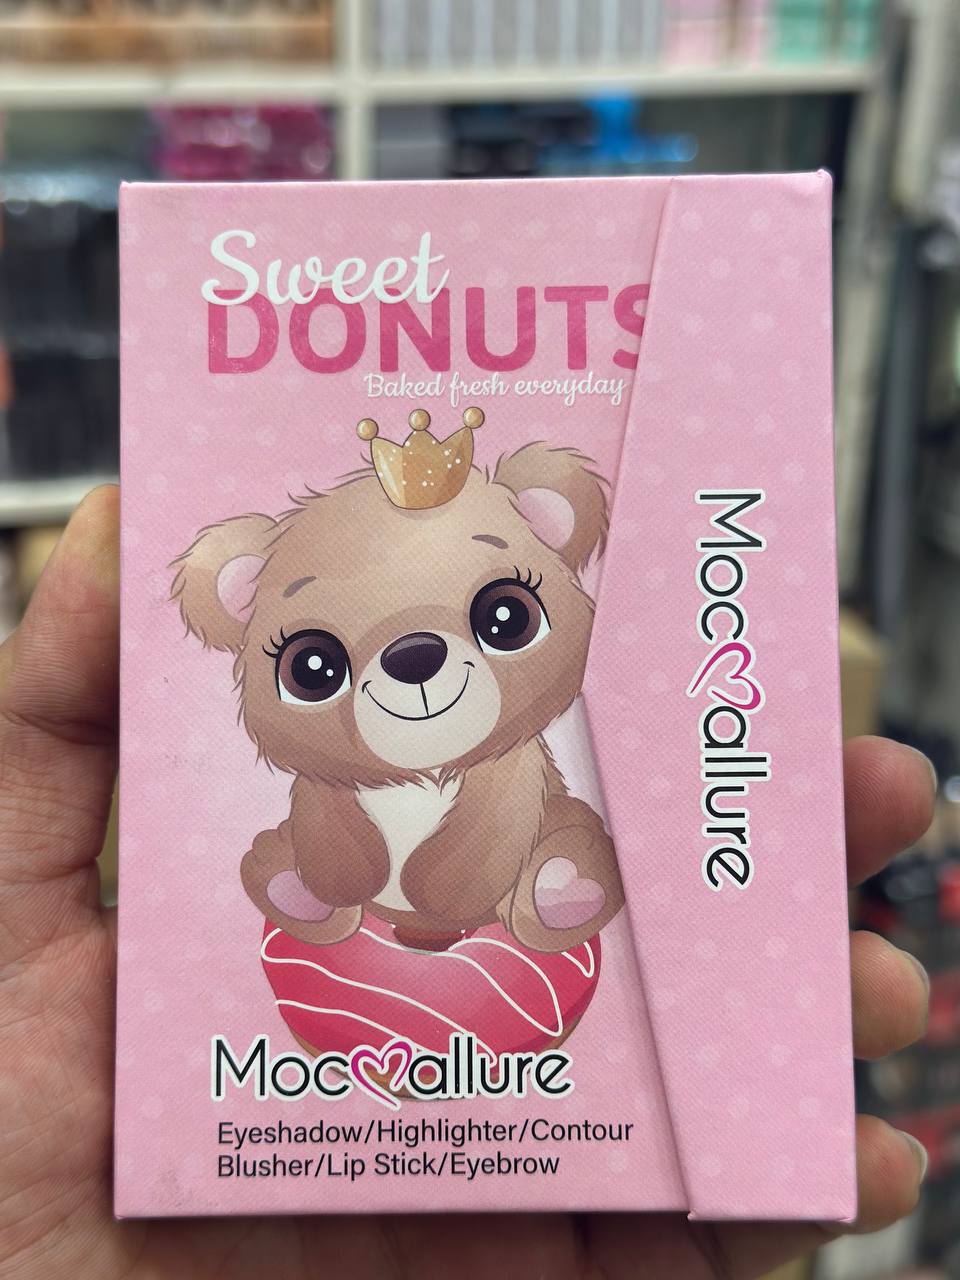 Sweet
DONUTS
Baked fresh everyday
Mocallure
Mocallure
Eyeshadow/Highlighter/Contour
Blusher/Lip Stick/Eyebrow